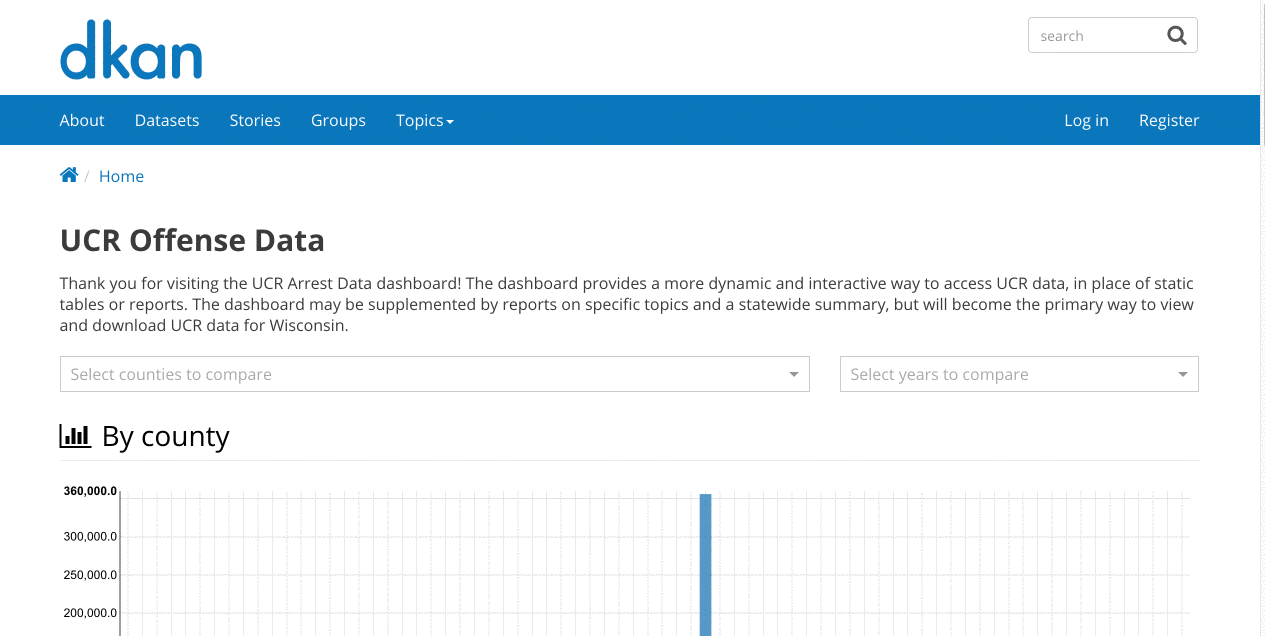 dkan
search
About Datasets Stories Groups Topics Log in Register
/ Home
UCR Offense Data
Thank you for visiting the UCR Arrest Data dashboard! The dashboard provides a more dynamic and interactive way to access UCR data, in place of static
tables or reports. The dashboard may be supplemented by reports on specific topics and a statewide summary, but will become the primary way to view
and download UCR data for Wisconsin.
Select counties to compare Select years to compare
By county
360,000.0
300,000.0
250,000.0
200,000.0